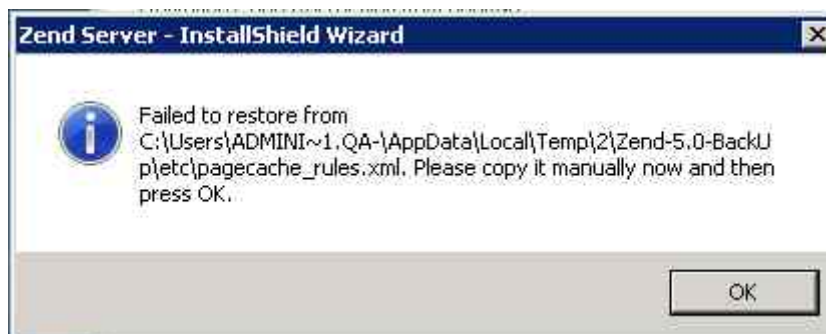 Zend Server - InstallShield Wizard
Failed to restore from
C:\Users\ADMINI~1.QA-\AppData\Local\Temp\2\Zend-5.0-BackU
p\etc\pagecache_rules.xml. Please copy it manually now and then
press OK.
OK